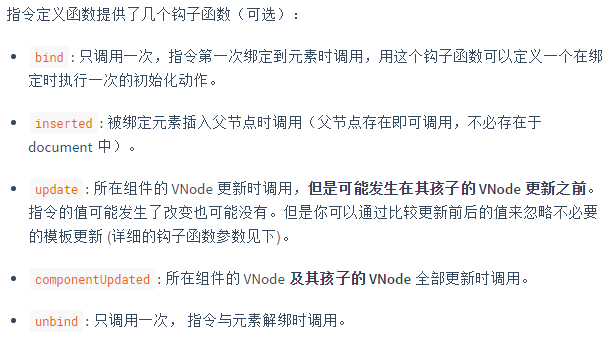 指令定义函数提供了几个钩子函数（可选）：
bind：只调用一次，指令第一次绑定到元素时调用，用这个钩子函数可以定义一个在绑
定时执行一次的初始化动作。
inserted：被绑定元素插入父节点时调用（父节点存在即可调用，不必存在于
document 中）。
update：所在组件的 VNode 更新时调用，但是可能发生在其孩子的 VNode 更新之前。
指令的值可能发生了改变也可能没有。但是你可以通过比较更新前后的值来忽略不必要
的模板更新 (详细的钩子函数参数见下)。
componentUpdated：所在组件的 VNode 及其孩子的 VNode 全部更新时调用。
unbind：只调用一次， 指令与元素解绑时调用。